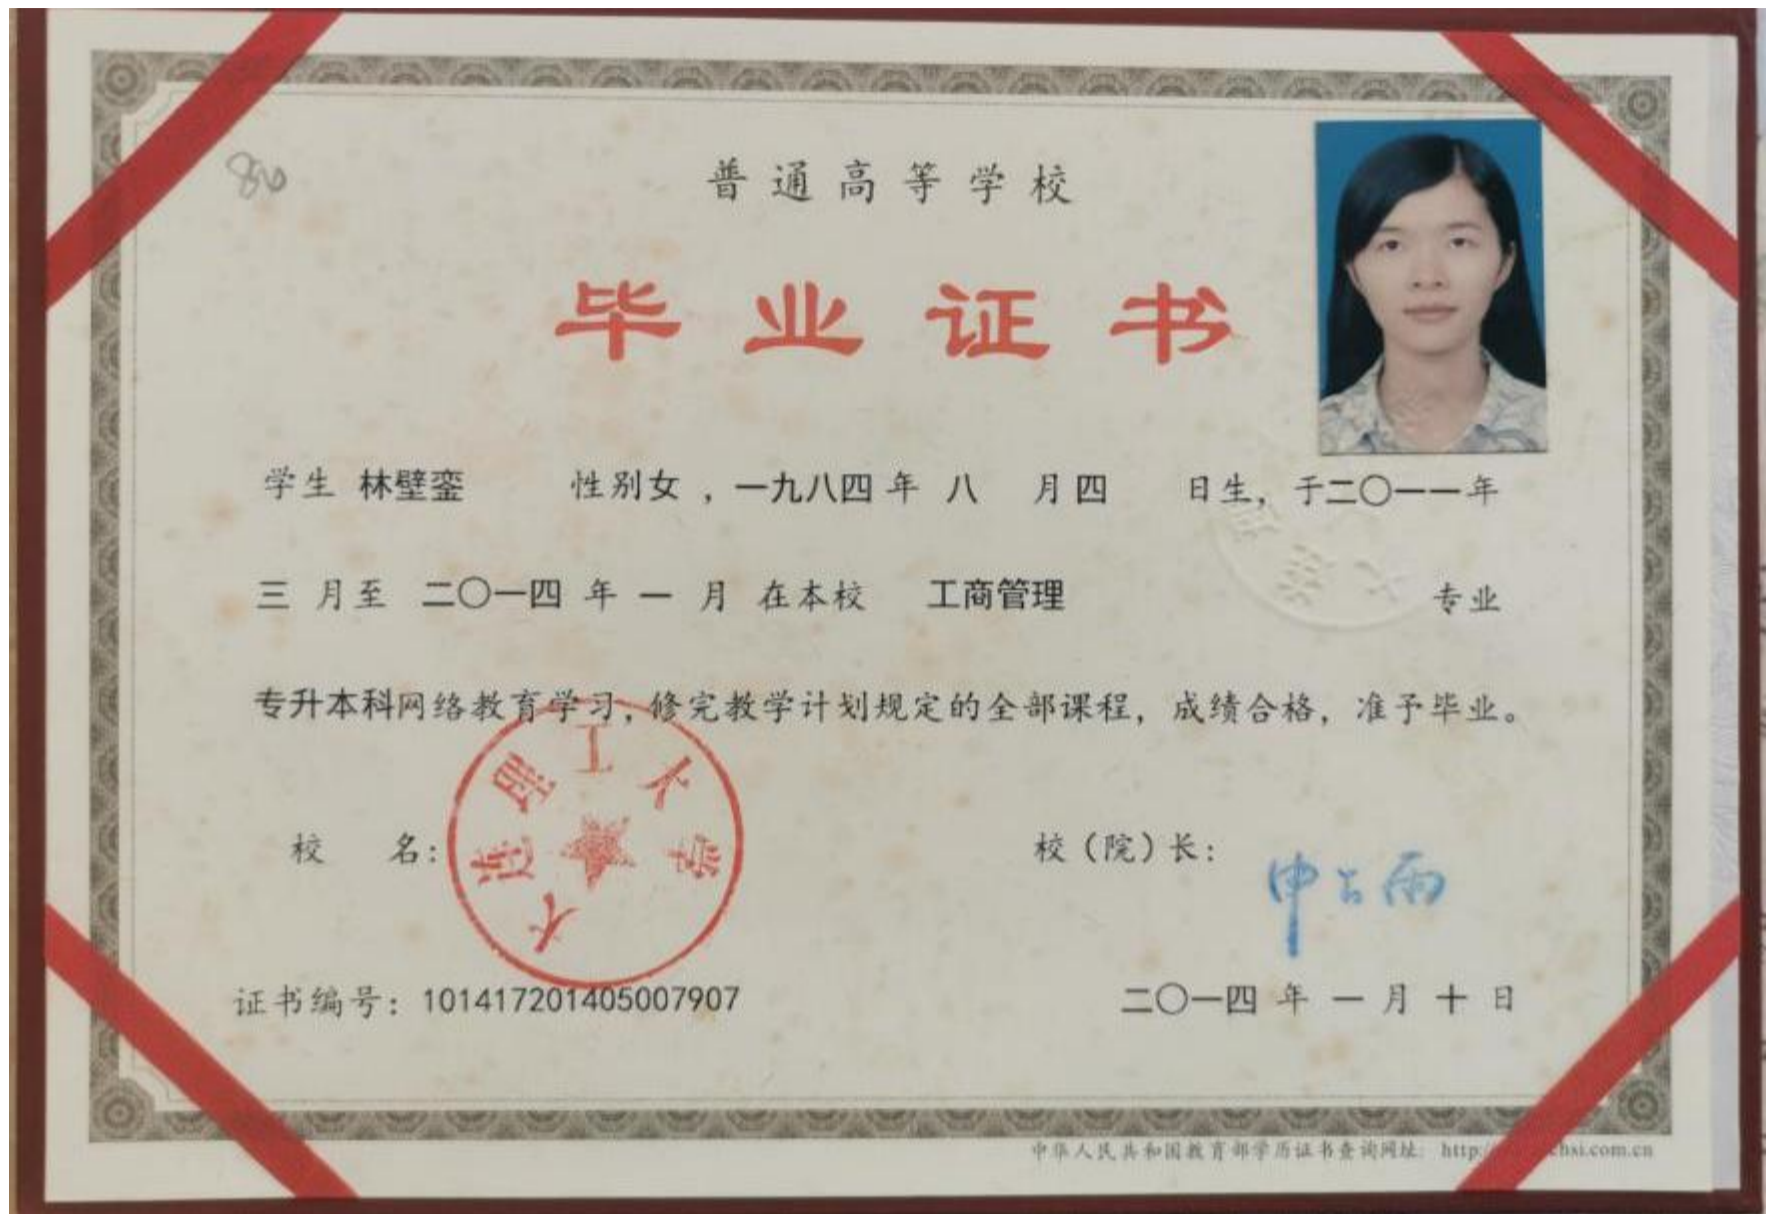 普通高等学校
毕业证书
学生 林壁銮 性别女，一九八四年 八 月四 日生，于二〇一一年
三 月至 二〇一四 年 一 月 在本校 工商管理 专业
专升本科网络教育学习，修完教学计划规定的全部课程，成绩合格，准予毕业。
大连理工大学
校 名：
校（院）长：
证书编号：101417201405007907
二〇一四 年 一 月 十 日
中华人民共和国教育部学历证书查询网址：